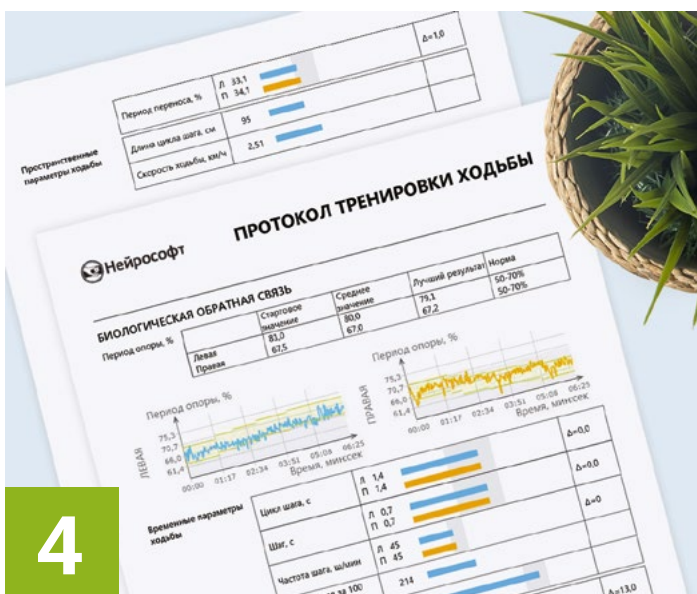 Период переноса, %
Л 33,1
П 34,1
Δ=1,0
Пространственные
параметры ходьбы
Длина цикла шага, см
95
Скорость ходьбы, км/ч
2,51
Нейрософт
ПРОТОКОЛ ТРЕНИРОВКИ ХОДЬБЫ
БИОЛОГИЧЕСКАЯ ОБРАТНАЯ СВЯЗЬ
Период опоры, %
Стартовое
значение
Среднее
значение
Лучший результат
Норма
Левая
81,0
80,0
79,1
50-70%
Правая
67,5
67,0
67,2
50-70%
Период опоры, %
ЛЕВАЯ
75,3
70,7
66,0
61,4
00:00 01:17 02:34 03:51 05:08 06:25
Время, мин:сек
Период опоры, %
ПРАВАЯ
75,3
70,7
66,0
61,4
00:00 01:17 02:34 03:51 05:08 06:25
Время, мин:сек
Временные параметры
ходьбы
Цикл шага, с
Л 1,4
П 1,4
Δ=0,0
Шаг, с
Л 0,7
П 0,7
Δ=0,0
Частота шага, ш/мин
Л 45
П 45
Δ=0
за 100
214
Δ=13,0
4